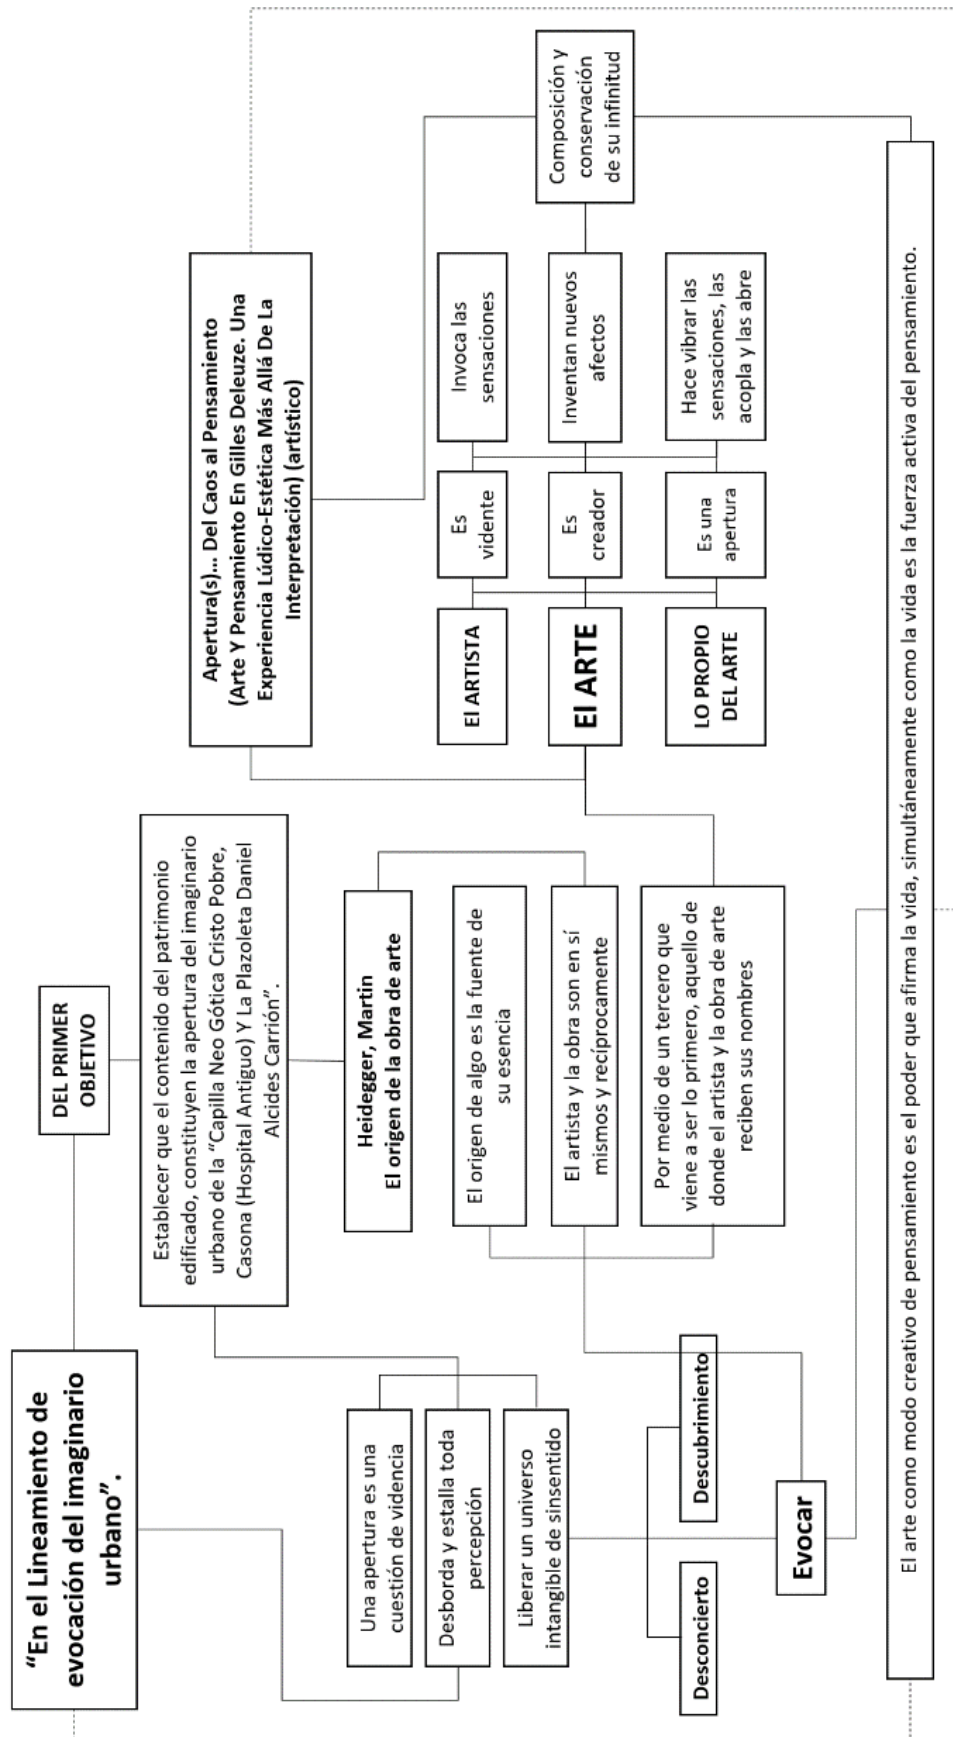 “En el Lineamiento de
evocación del imaginario
urbano”.
DEL PRIMER
OBJETIVO
Establecer que el contenido del patrimonio
edificado, constituyen la apertura del imaginario
urbano de la “Capilla Neo Gótica Cristo Pobre,
Casona (Hospital Antiguo) Y La Plazoleta Daniel
Alcides Carrión”.
Una apertura es una
cuestión de videncia
Desborda y estalla toda
percepción
Liberar un universo
intangible de sinsentido
Desconcierto
Descubrimiento
Evocar
Heidegger, Martin
El origen de la obra de arte
El origen de algo es la fuente de
su esencia
El artista y la obra son en sí
mismos y recíprocamente
Por medio de un tercero que
viene a ser lo primero, aquello de
donde el artista y la obra de arte
reciben sus nombres
Apertura(s)... Del Caos al Pensamiento
(Arte Y Pensamiento En Gilles Deleuze. Una
Experiencia Lúdico-Estética Más Allá De La
Interpretación) (artístico)
El ARTISTA
Es
vidente
Invoca las
sensaciones
El ARTE
Es
creador
Inventan nuevos
afectos
LO PROPIO
DEL ARTE
Es una
apertura
Hace vibrar las
sensaciones, las
acopla y las abre
Composición y
conservación
de su infinitud
El arte como modo creativo de pensamiento es el poder que afirma la vida, simultáneamente como la vida es la fuerza activa del pensamiento.